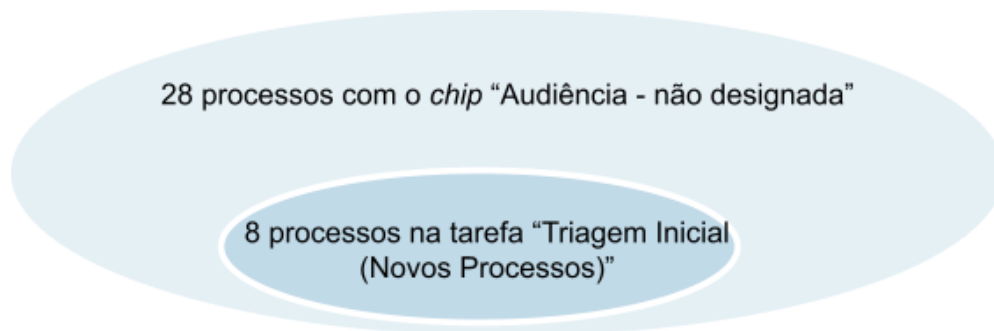 28 processos com o chip “Audiência - não designada”
8 processos na tarefa “Triagem Inicial
(Novos Processos)”